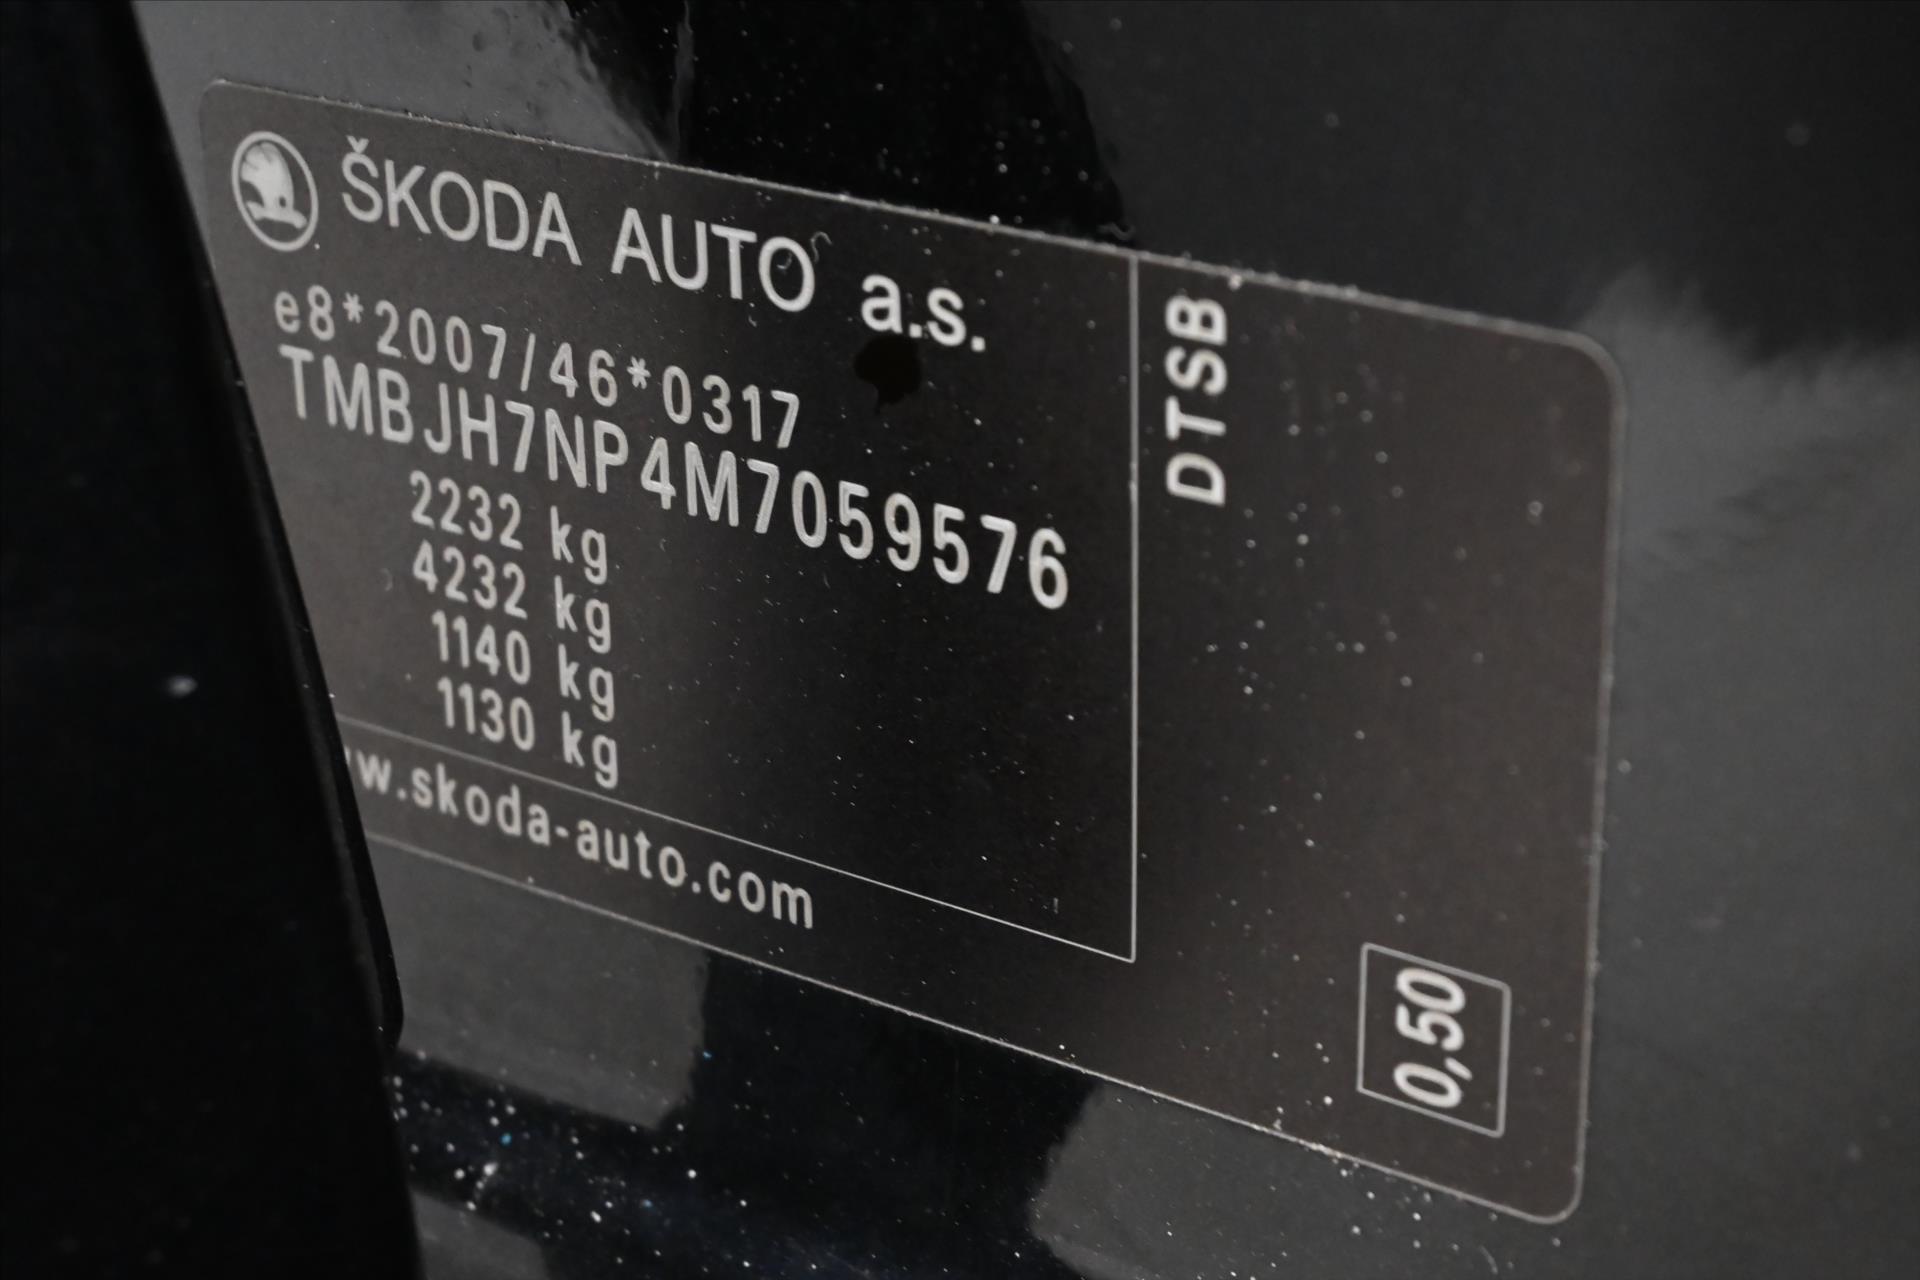 ŠKODA AUTO a.s.
e8*2007/46*0317
TMBJH7NP4M7059576
2232 kg
4232 kg
1140 kg
1130 kg
w.skoda-auto.com
DTSB
0,50